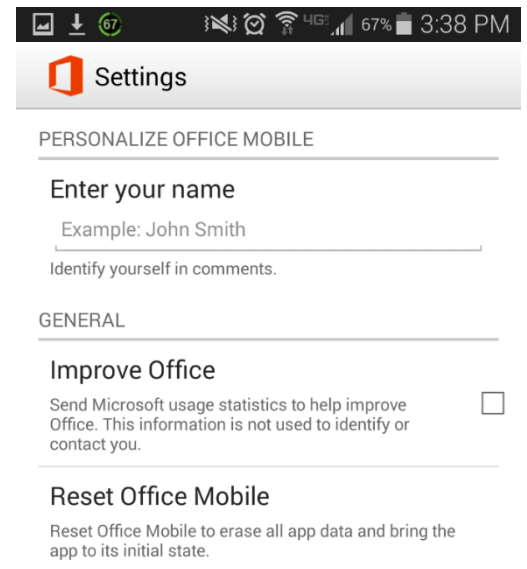 67 4G 67% 3:38 PM
Settings
PERSONALIZE OFFICE MOBILE
Enter your name
Example: John Smith
Identify yourself in comments.
GENERAL
Improve Office
Send Microsoft usage statistics to help improve
Office. This information is not used to identify or
contact you.
Reset Office Mobile
Reset Office Mobile to erase all app data and bring the
app to its initial state.